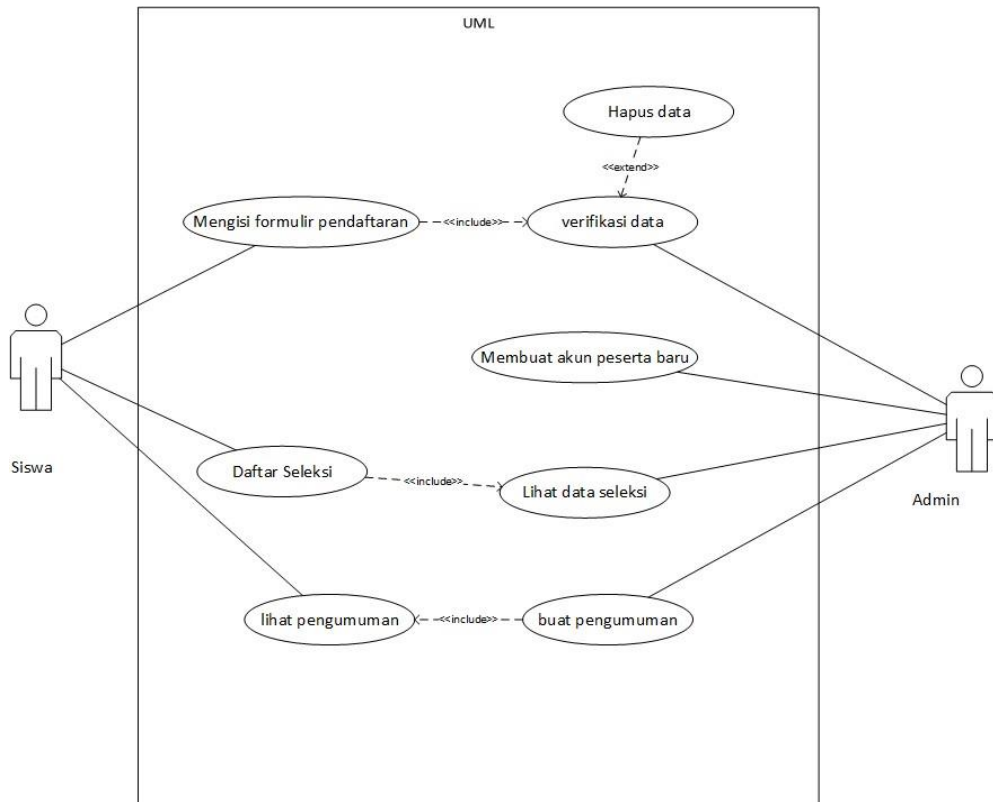 UML
Hapus data
<<extend>>
Mengisi formulir pendaftaran
<<include>>
verifikasi data
Membuat akun peserta baru
Siswa
Daftar Seleksi
<<include>>
Lihat data seleksi
Admin
lihat pengumuman
<<include>>
buat pengumuman